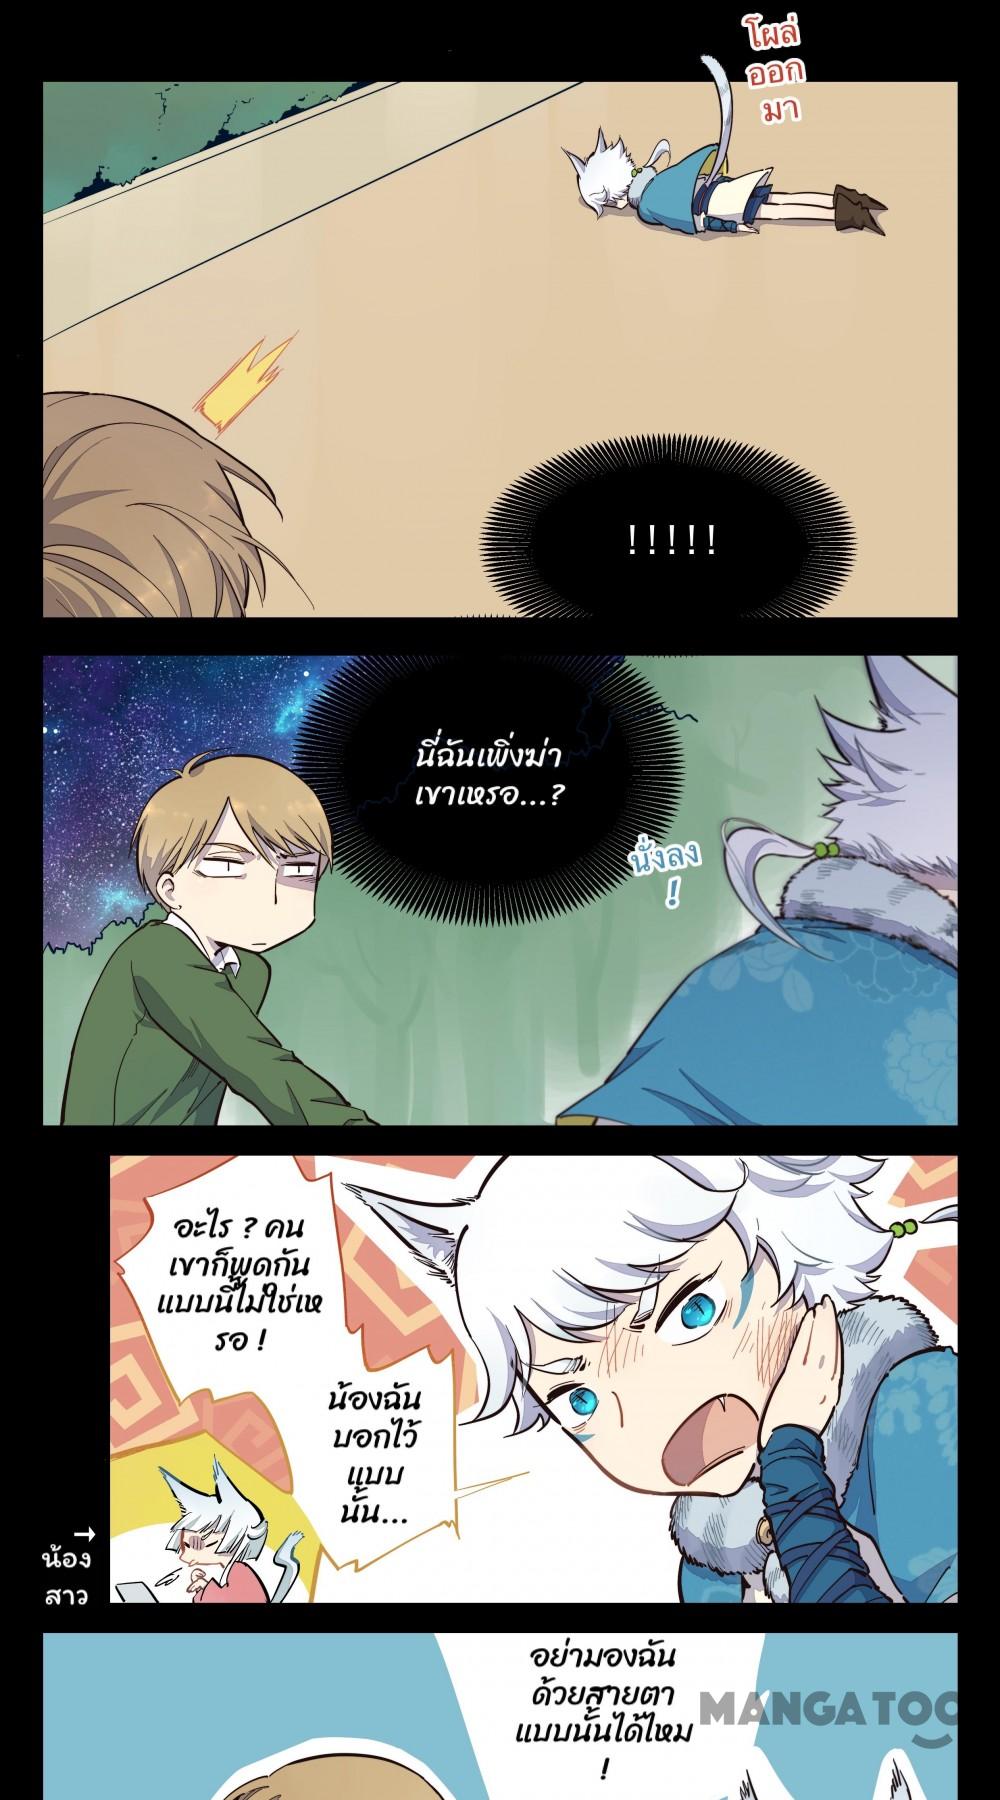 โผล่
ออก
มา
!!!!!
นี่ฉันเพิ่งฆ่า
เขาเหรอ...?
นั่งลง
!
อะไร ? คน
เขาก็พูดกัน
แบบนี้ไม่ใช่เห
รอ !
น้องฉัน
บอกไว้
แบบ
นั้น...
→
น้อง
สาว
อย่ามองฉัน
ด้วยสายตา
แบบนั้นได้ไหม
!
MANGATOO